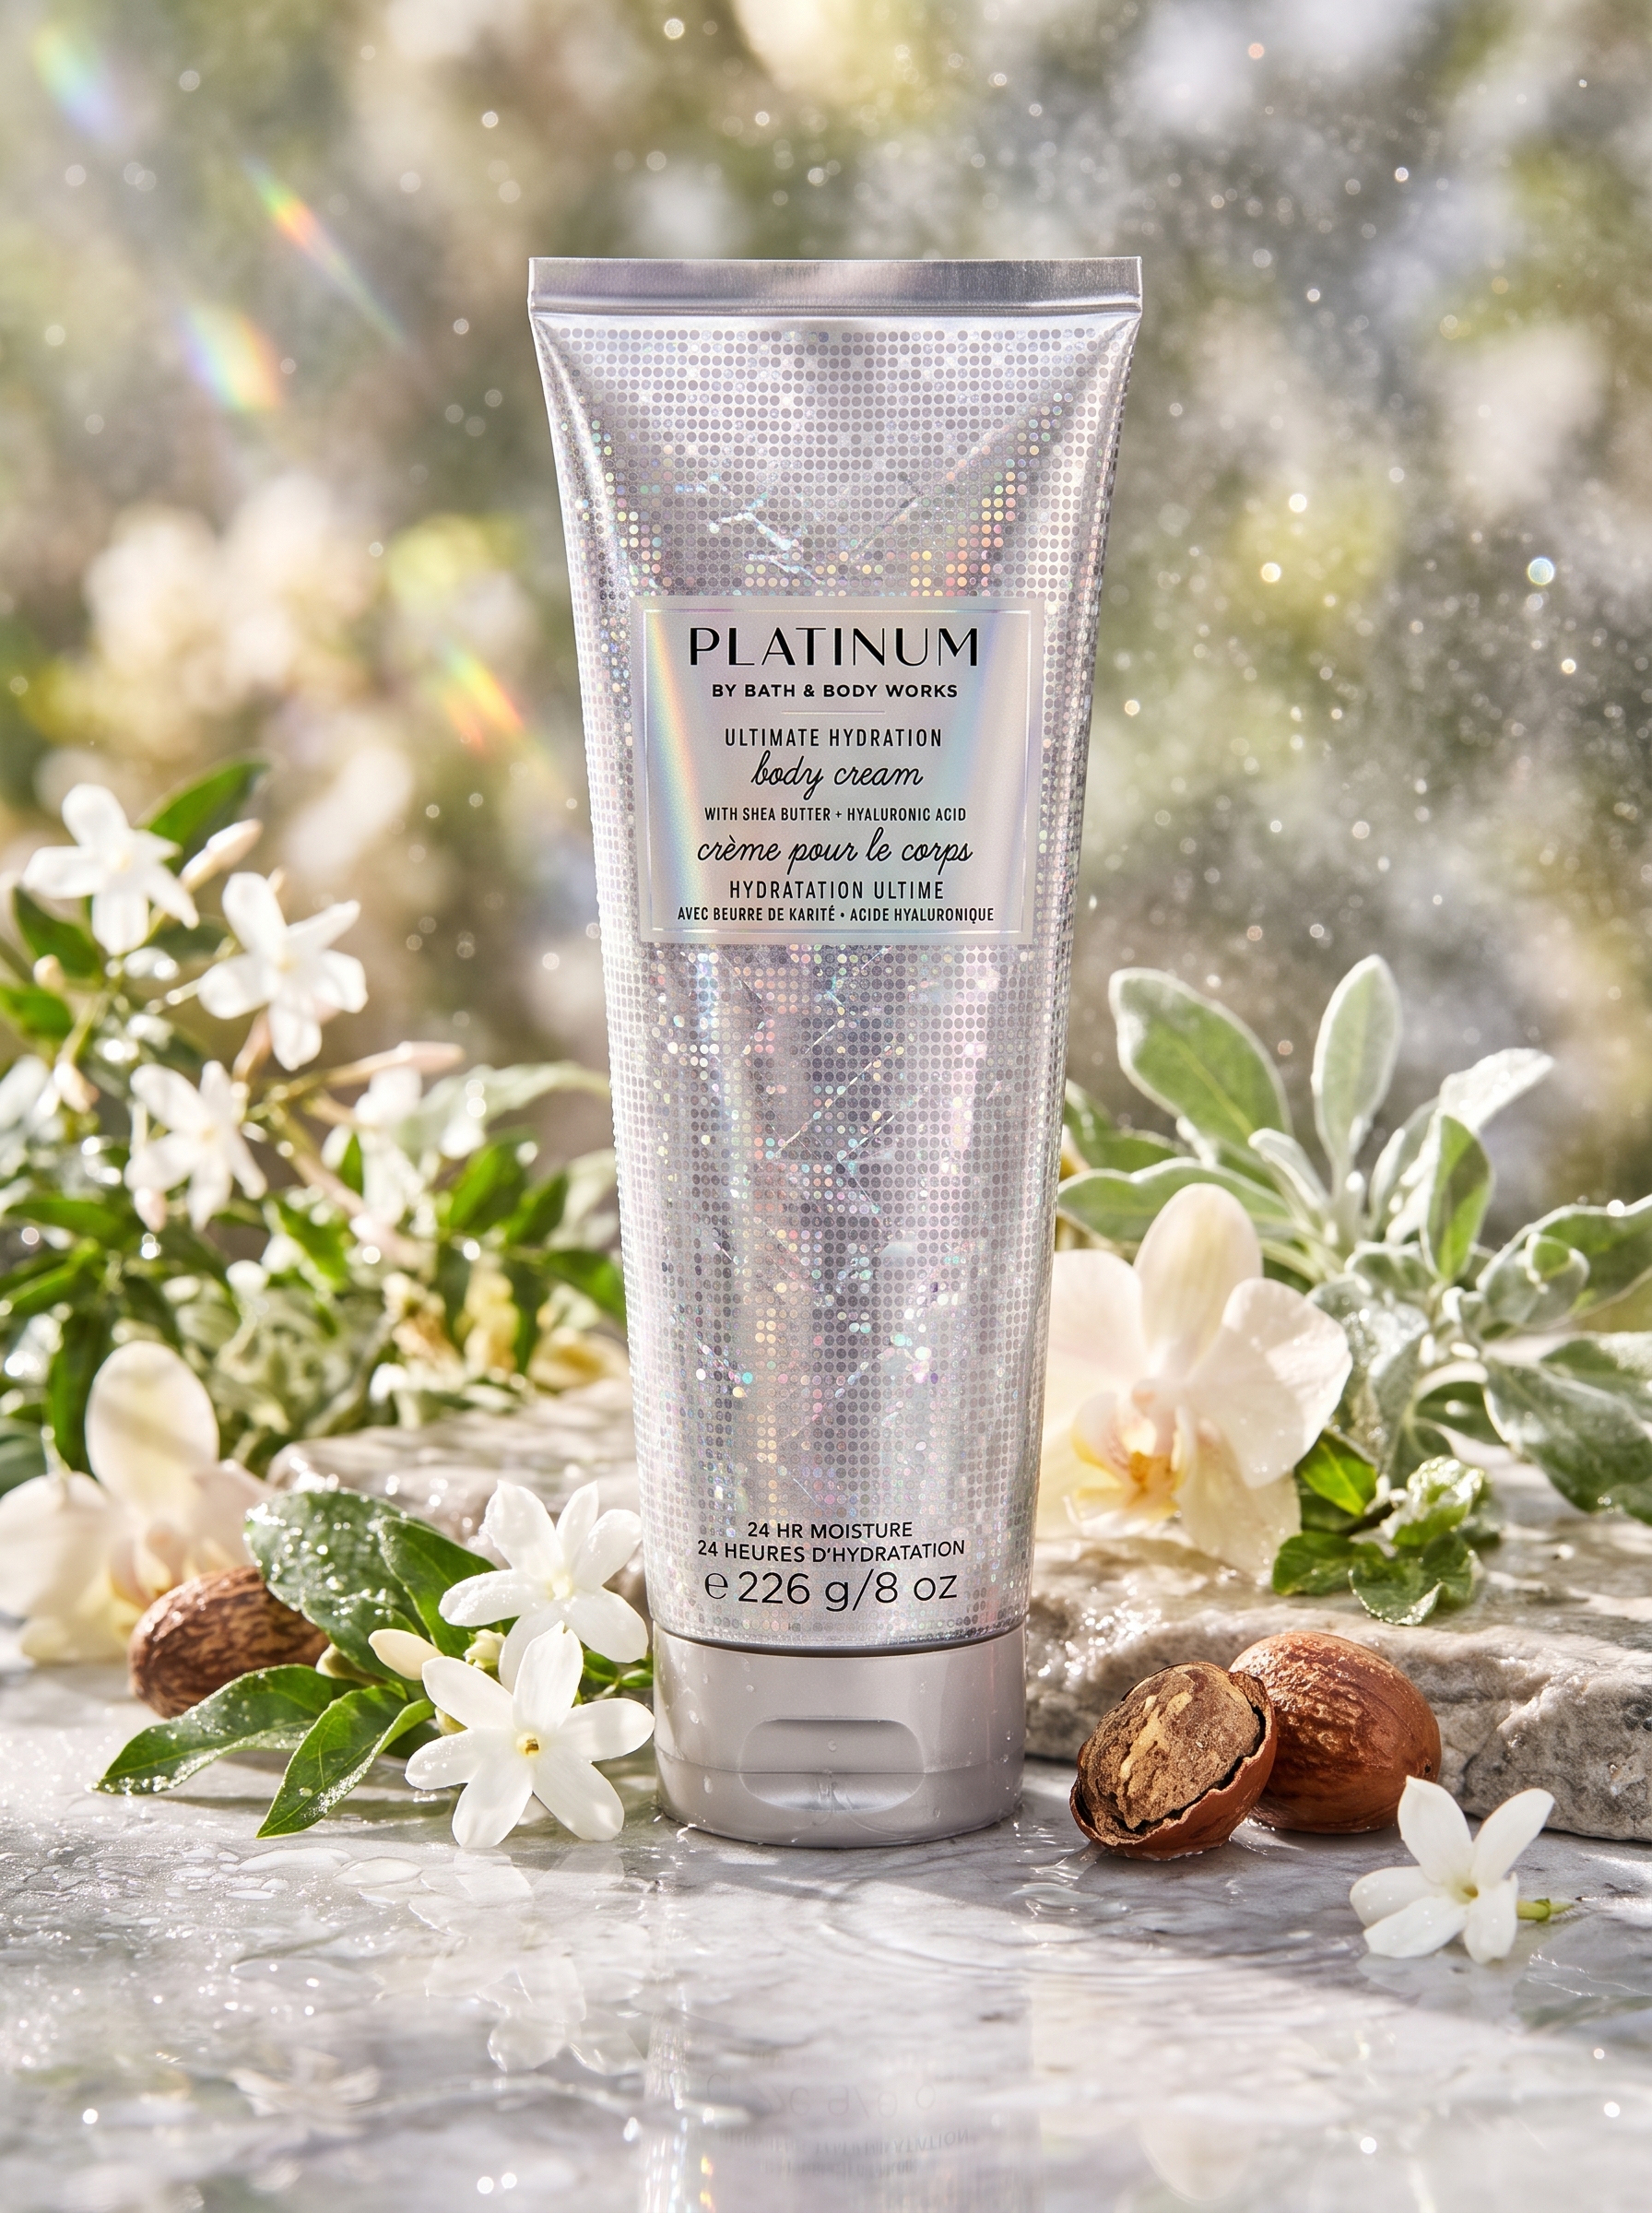 PLATINUM
BY BATH & BODY WORKS
ULTIMATE HYDRATION
body cream
WITH SHEA BUTTER + HYALURONIC ACID
crème pour le corps
HYDRATATION ULTIME
AVEC BEURRE DE KARITÉ • ACIDE HYALURONIQUE
24 HR MOISTURE
24 HEURES D'HYDRATATION
e 226 g/8 oz